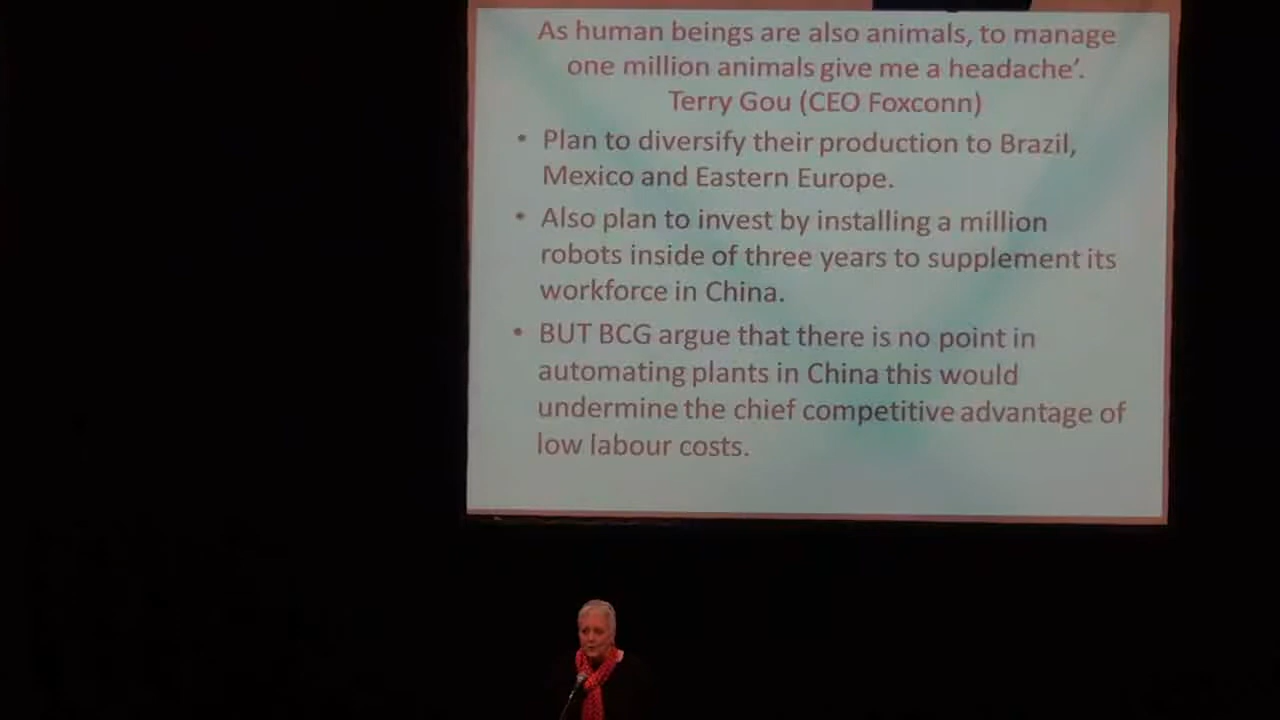 As human beings are also animals, to manage
one million animals give me a headache'.
Terry Gou (CEO Foxconn)
• Plan to diversify their production to Brazil,
Mexico and Eastern Europe.
• Also plan to invest by installing a million
robots inside of three years to supplement its
workforce in China.
• BUT BCG argue that there is no point in
automating plants in China this would
undermine the chief competitive advantage of
low labour costs.